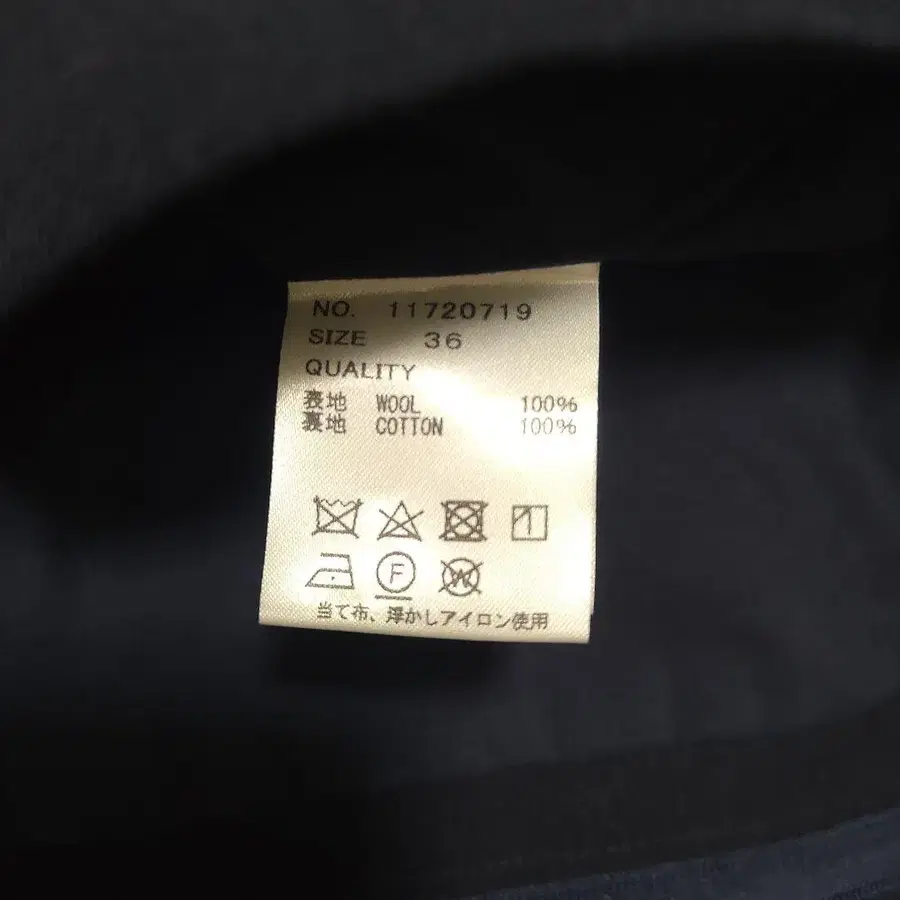 NO. 11720719
SIZE 36
QUALITY
表地 WOOL 100%
裏地 COTTON 100%
F W
当て布、浮かしアイロン使用